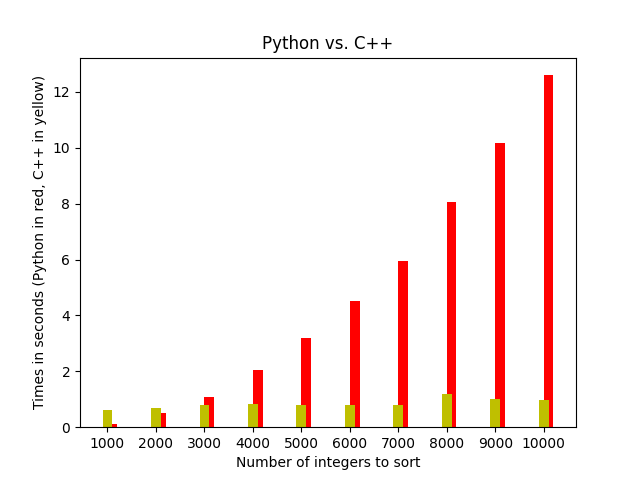 Python vs. C++
Times in seconds (Python in red, C++ in yellow)
12
10
8
6
4
2
0
1000 2000 3000 4000 5000 6000 7000 8000 9000 10000
Number of integers to sort